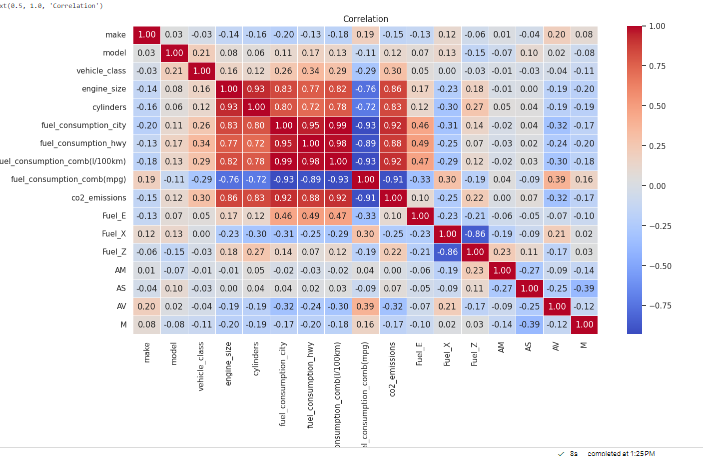 xt(0.5, 1.0, 'Correlation')
Correlation
make 1.00 0.03 -0.03 -0.14 -0.16 -0.20 -0.13 -0.18 0.19 -0.15 -0.13 0.12 -0.06 0.01 -0.04 0.20 0.08
model 0.03 1.00 0.21 0.08 0.06 0.11 0.17 0.13 -0.11 0.12 0.07 0.13 -0.15 -0.07 0.10 0.02 -0.08
vehicle_class -0.03 0.21 1.00 0.16 0.12 0.26 0.34 0.29 -0.29 0.30 0.05 0.00 -0.03 -0.01 -0.03 -0.04 -0.11
engine_size -0.14 0.08 0.16 1.00 0.93 0.83 0.77 0.82 -0.76 0.86 0.17 -0.23 0.18 -0.01 0.00 -0.19 -0.20
cylinders -0.16 0.06 0.12 0.93 1.00 0.80 0.72 0.78 -0.72 0.83 0.12 -0.30 0.27 0.05 0.04 -0.19 -0.19
fuel_consumption_city -0.20 0.11 0.26 0.83 0.80 1.00 0.95 0.99 -0.93 0.92 0.46 -0.31 0.14 -0.02 0.04 -0.32 -0.17
fuel_consumption_hwy -0.13 0.17 0.34 0.77 0.72 0.95 1.00 0.98 -0.89 0.88 0.49 -0.25 0.07 -0.03 0.02 -0.24 -0.20
fuel_consumption_comb(l/100km) -0.18 0.13 0.29 0.82 0.78 0.99 0.98 1.00 -0.93 0.92 0.47 -0.29 0.12 -0.02 0.03 -0.30 -0.18
fuel_consumption_comb(mpg) 0.19 -0.11 -0.29 -0.76 -0.72 -0.93 -0.89 -0.93 1.00 -0.91 -0.33 0.30 -0.19 0.04 -0.09 0.39 0.16
co2_emissions -0.15 0.12 0.30 0.86 0.83 0.92 0.88 0.92 -0.91 1.00 0.10 -0.25 0.22 0.00 0.07 -0.32 -0.17
Fuel_E -0.13 0.07 0.05 0.17 0.12 0.46 0.49 0.47 -0.33 0.10 1.00 -0.23 -0.21 -0.06 -0.05 -0.07 -0.10
Fuel_X 0.12 0.13 0.00 -0.23 -0.30 -0.31 -0.25 -0.29 0.30 -0.25 -0.23 1.00 -0.86 -0.19 -0.09 0.21 0.02
Fuel_Z -0.06 -0.15 -0.03 0.18 0.27 0.14 0.07 0.12 -0.19 0.22 -0.21 -0.86 1.00 0.23 0.11 -0.17 0.03
AM 0.01 -0.07 -0.01 -0.01 0.05 -0.02 -0.03 -0.02 0.04 0.00 -0.06 -0.19 0.23 1.00 -0.27 -0.09 -0.14
AS -0.04 0.10 -0.03 0.00 0.04 0.04 0.02 0.03 -0.09 0.07 -0.05 -0.09 0.11 -0.27 1.00 -0.25 -0.39
AV 0.20 0.02 -0.04 -0.19 -0.19 -0.32 -0.24 -0.30 0.39 -0.32 -0.07 0.21 -0.17 -0.09 -0.25 1.00 -0.12
M 0.08 -0.08 -0.11 -0.20 -0.19 -0.17 -0.20 -0.18 0.16 -0.17 -0.10 0.02 0.03 -0.14 -0.39 -0.12 1.00
make model vehicle_class engine_size cylinders fuel_consumption_city fuel_consumption_hwy onsumption_comb(l/100km) el_consumption_comb(mpg) co2_emissions Fuel_E Fuel_X Fuel_Z AM AS AV M
1.00
0.75
0.50
0.25
0.00
−0.25
−0.50
−0.75
✓ 8s completed at 1:25 PM